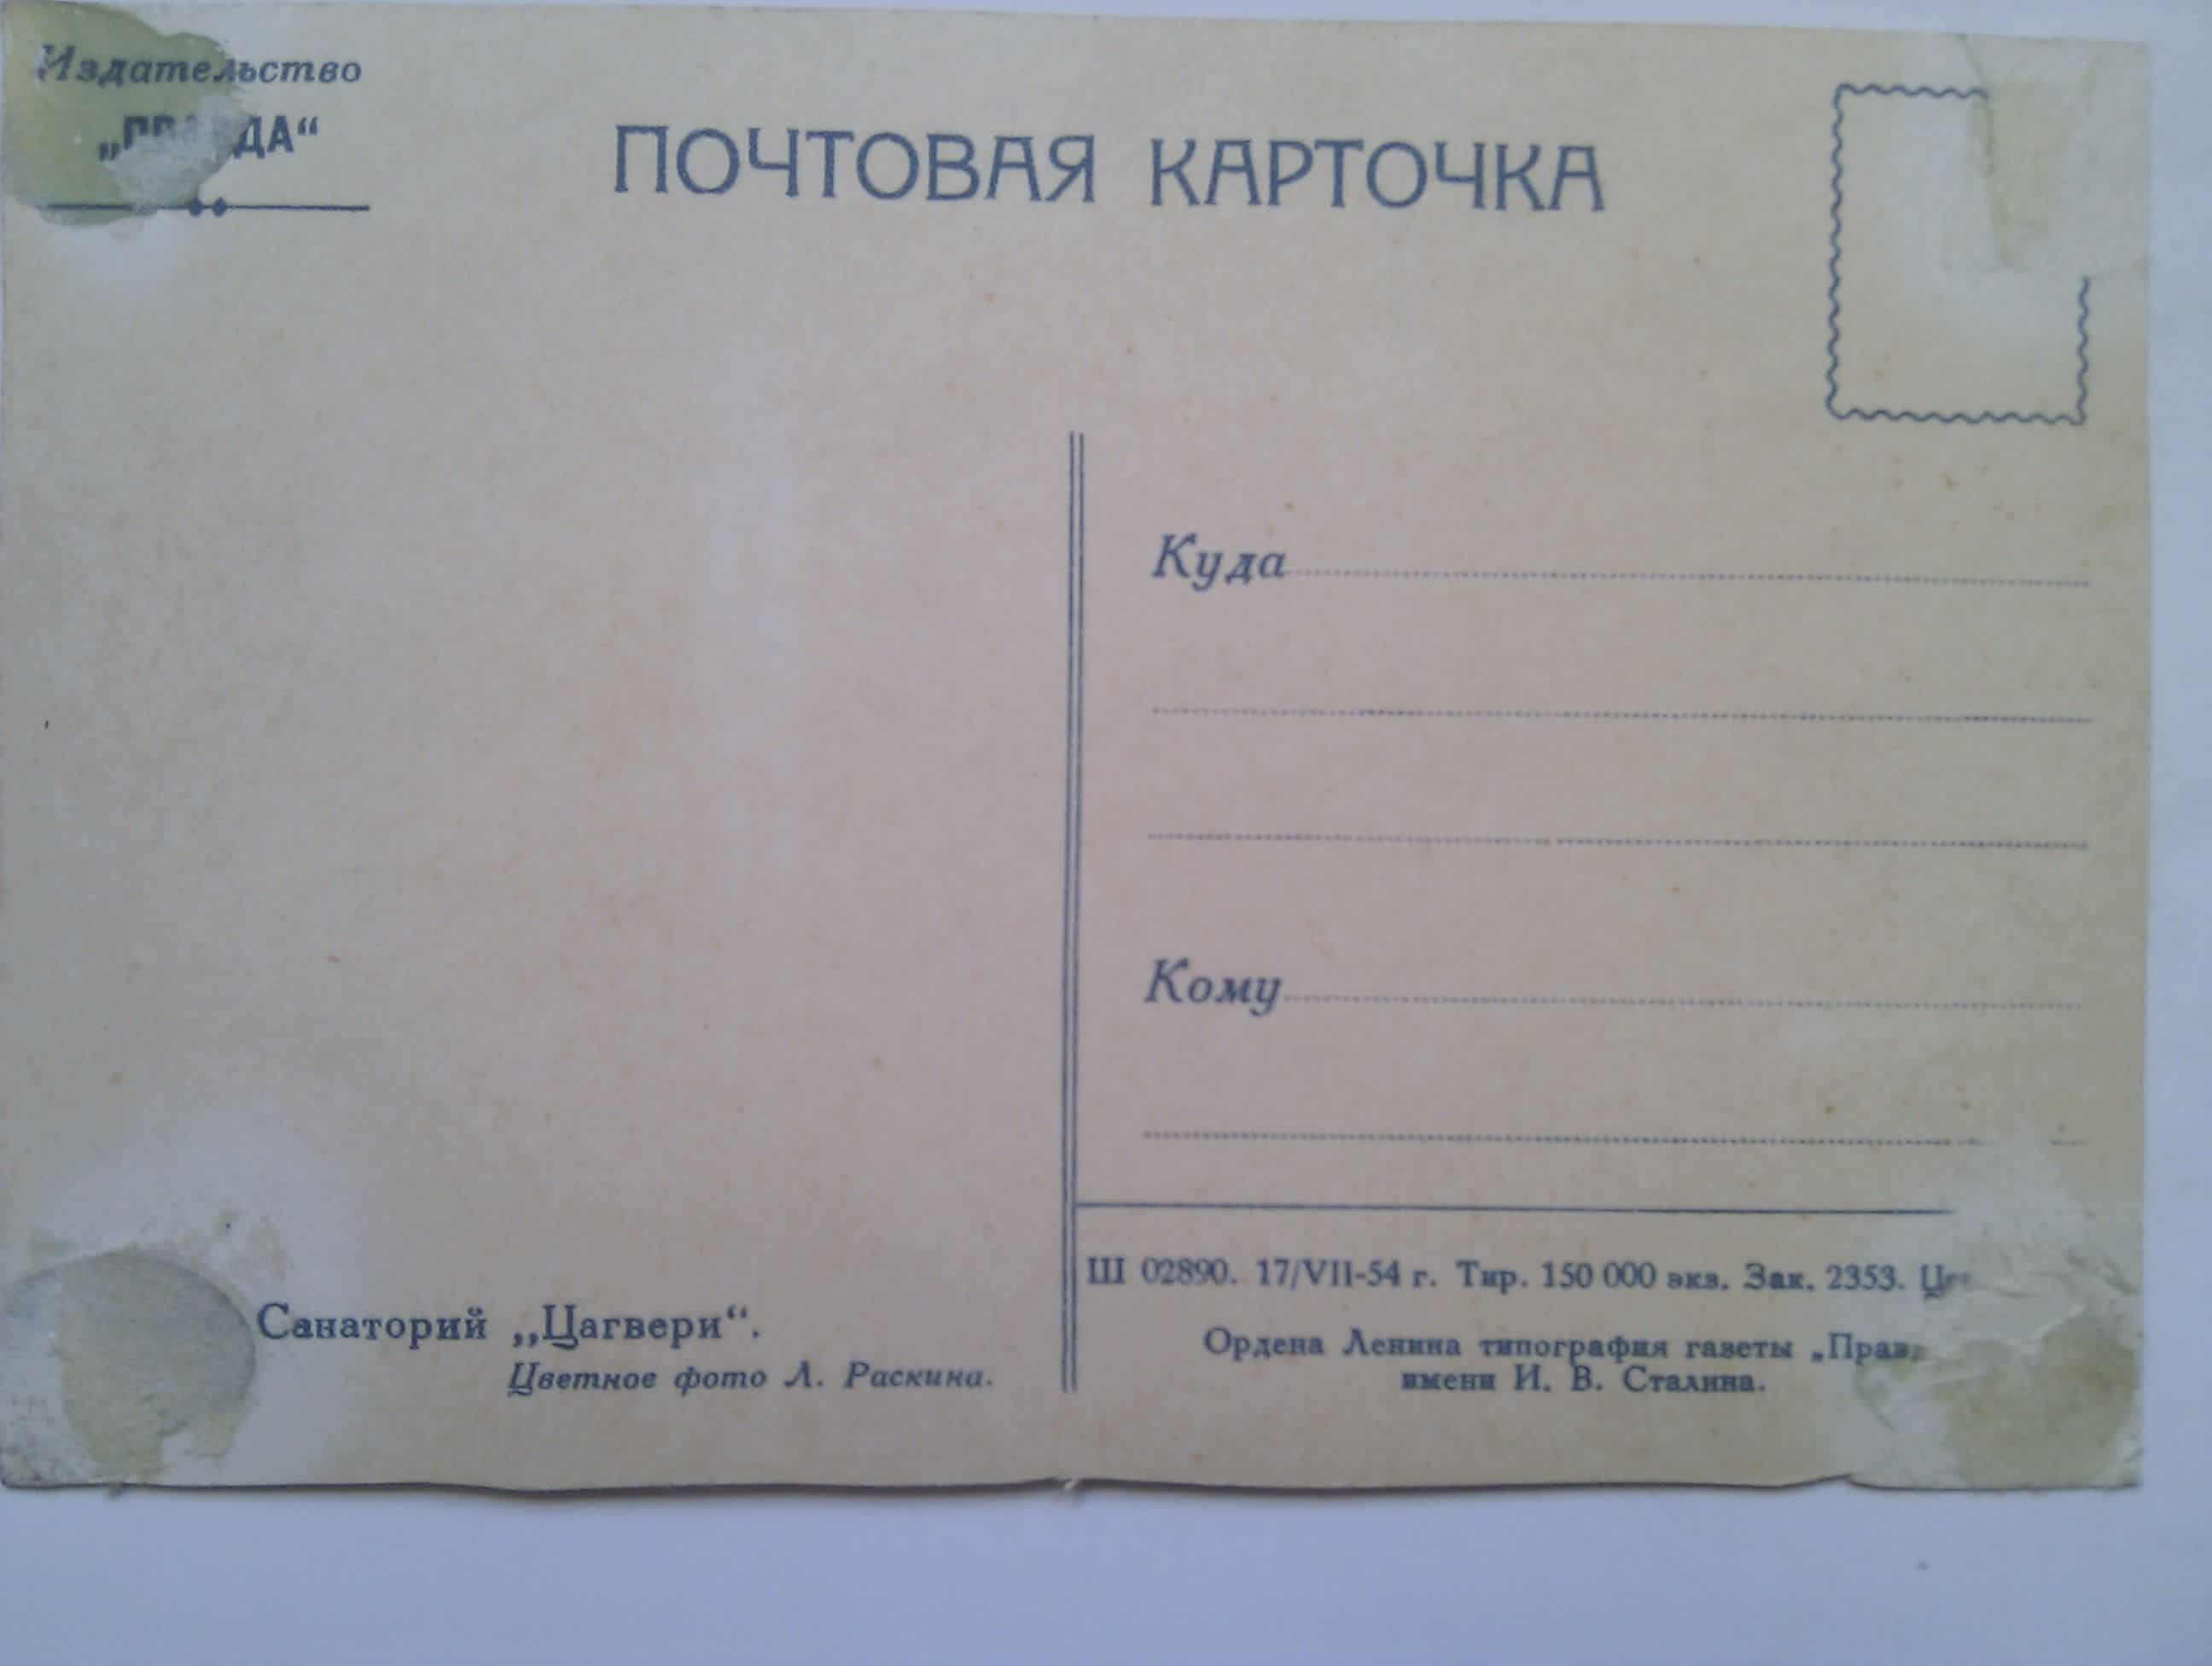 Издательство
„ПРАВДА“
ПОЧТОВАЯ КАРТОЧКА
Куда
Кому
Санаторий „Цагвери“.
Цветное фото Л. Раскина.
Ш 02890. 17/VII-54 г. Тир. 150 000 экз. Зак. 2353.
Ордена Ленина типография газеты
имени И. В. Сталина.